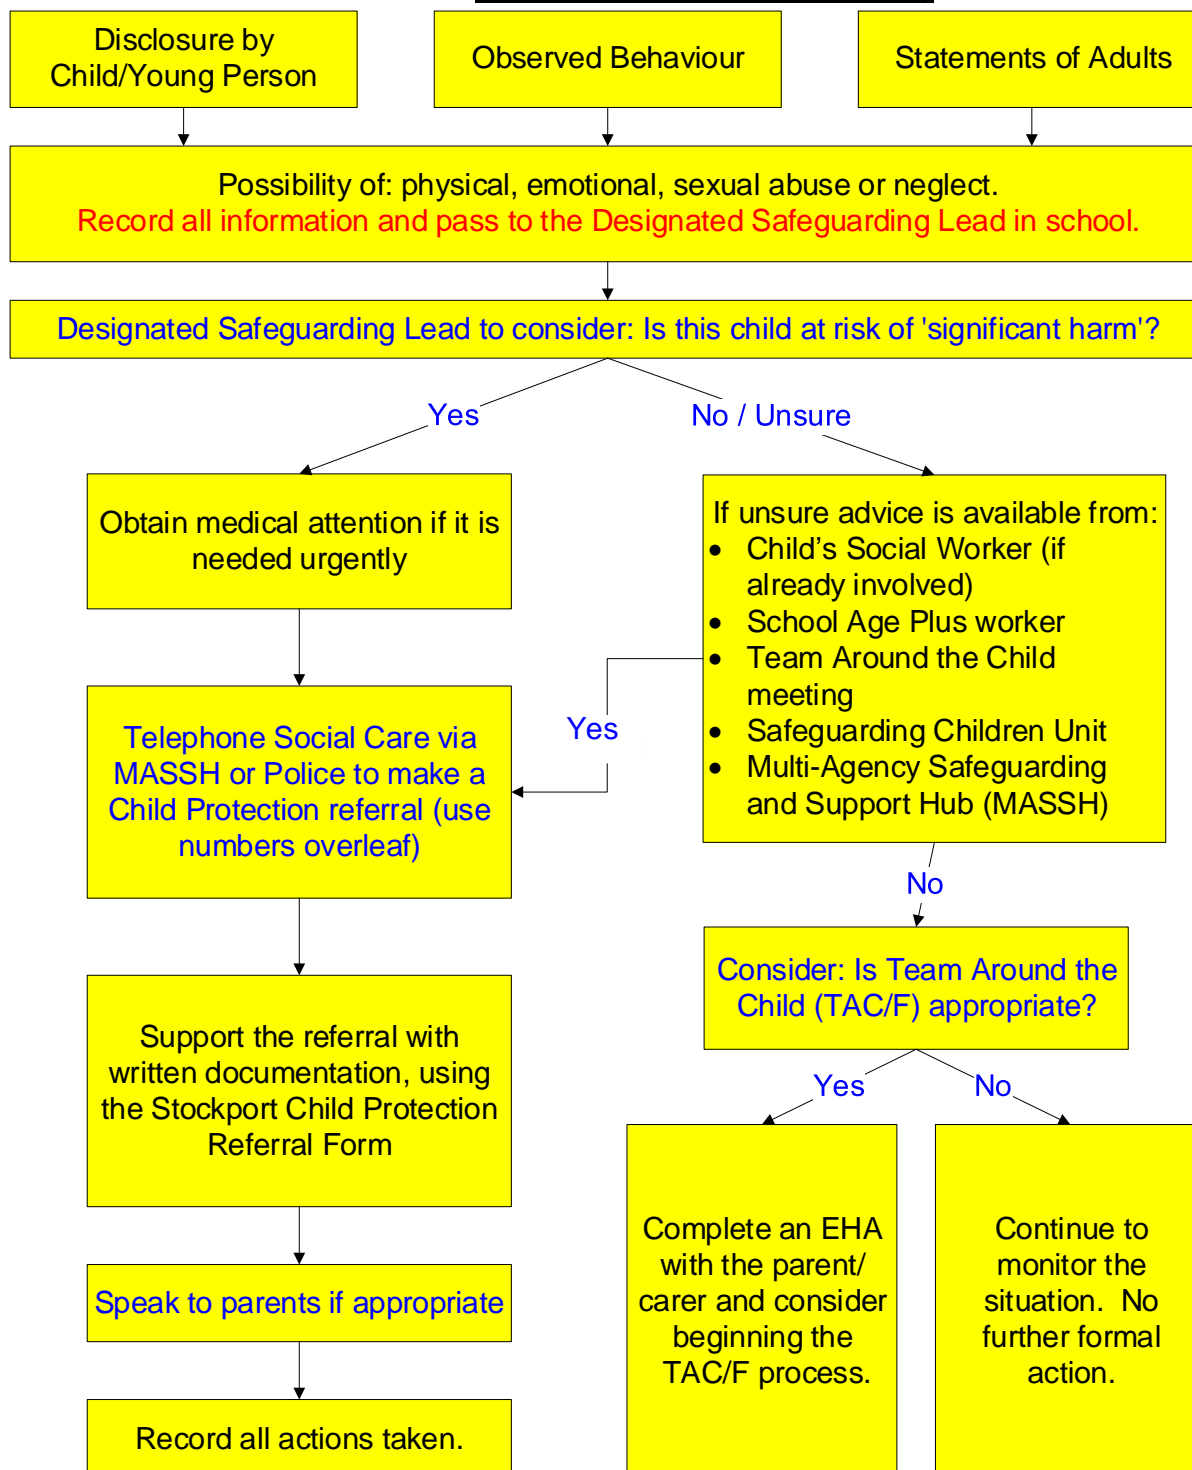 Disclosure by
Child/Young Person
Observed Behaviour
Statements of Adults
Possibility of: physical, emotional, sexual abuse or neglect.
Record all information and pass to the Designated Safeguarding Lead in school.
Designated Safeguarding Lead to consider: Is this child at risk of 'significant harm'?
Yes
No / Unsure
Obtain medical attention if it is
needed urgently
If unsure advice is available from:
• Child’s Social Worker (if
already involved)
• School Age Plus worker
• Team Around the Child
meeting
• Safeguarding Children Unit
• Multi-Agency Safeguarding
and Support Hub (MASSH)
Yes
Telephone Social Care via
MASSH or Police to make a
Child Protection referral (use
numbers overleaf)
No
Consider: Is Team Around the
Child (TAC/F) appropriate?
Support the referral with
written documentation, using
the Stockport Child Protection
Referral Form
Yes
No
Speak to parents if appropriate
Record all actions taken.
Complete an EHA
with the parent/
carer and consider
beginning the
TAC/F process.
Continue to
monitor the
situation.  No
further formal
action.